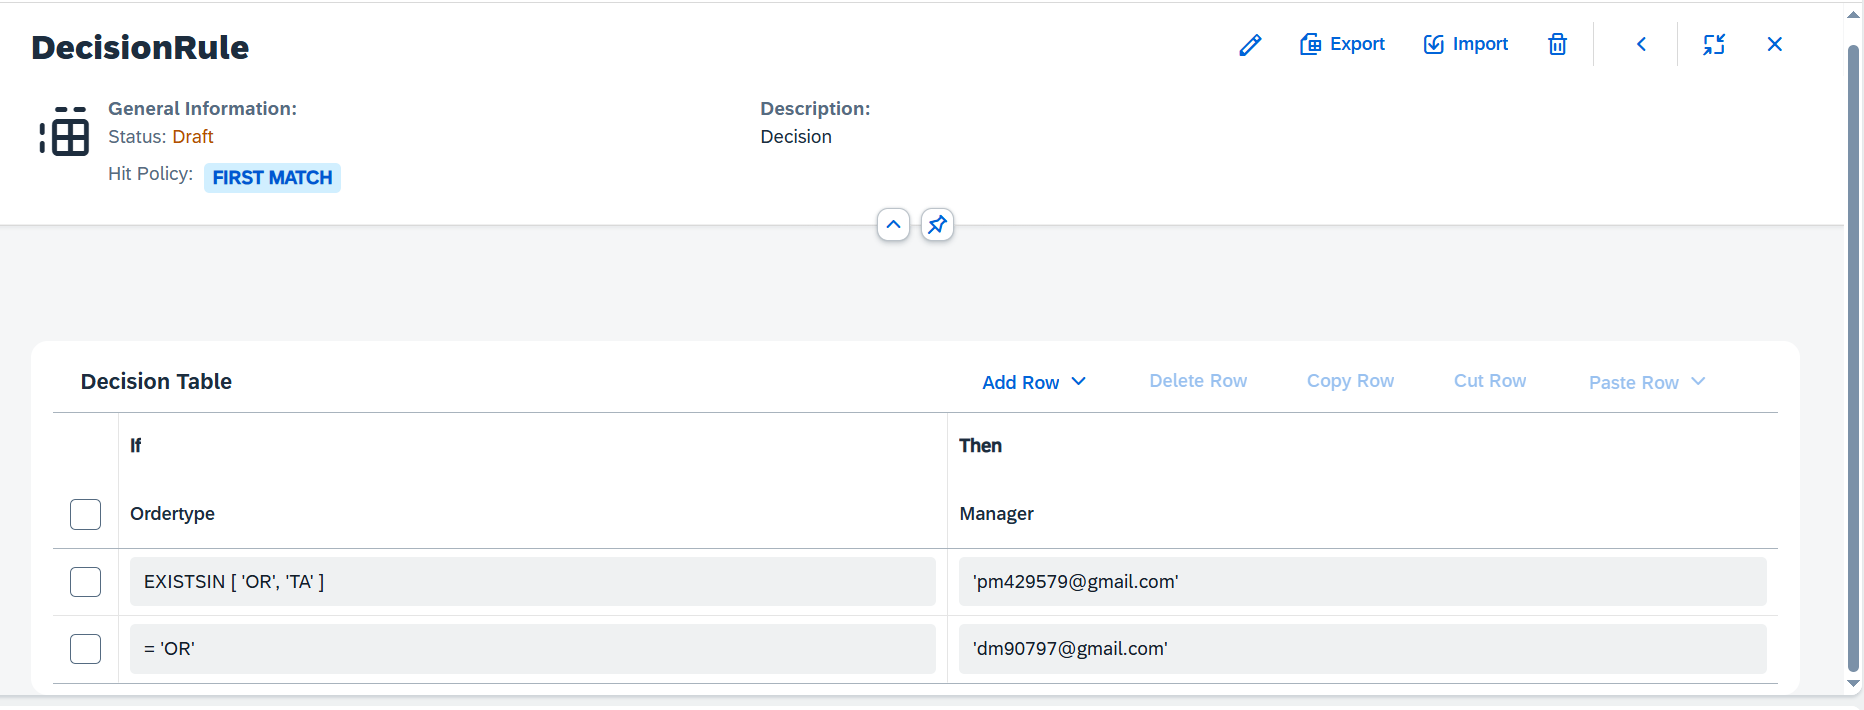 DecisionRule
Export
Import
General Information:
Status: Draft
Hit Policy: FIRST MATCH
Description:
Decision
Decision Table
Add Row
Delete Row
Copy Row
Cut Row
Paste Row
If
Then
Ordertype
Manager
EXISTSIN [ 'OR', 'TA' ]
'pm429579@gmail.com'
= 'OR'
'dm90797@gmail.com'